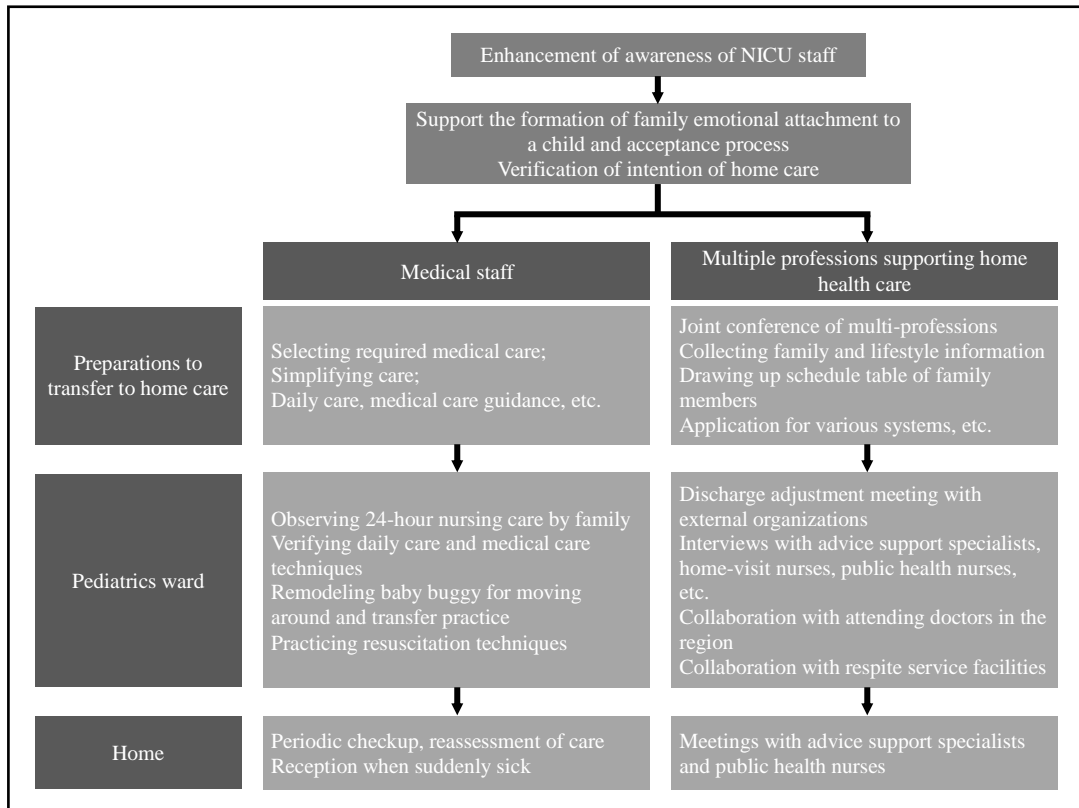 Enhancement of awareness of NICU staff
Support the formation of family emotional attachment to
a child and acceptance process
Verification of intention of home care
Medical staff
Multiple professions supporting home
health care
Preparations to
transfer to home care
Selecting required medical care;
Simplifying care;
Daily care, medical care guidance, etc.
Joint conference of multi-professions
Collecting family and lifestyle information
Drawing up schedule table of family
members
Application for various systems, etc.
Pediatrics ward
Observing 24-hour nursing care by family
Verifying daily care and medical care
techniques
Remodeling baby buggy for moving
around and transfer practice
Practicing resuscitation techniques
Discharge adjustment meeting with
external organizations
Interviews with advice support specialists,
home-visit nurses, public health nurses,
etc.
Collaboration with attending doctors in the
region
Collaboration with respite service facilities
Home
Periodic checkup, reassessment of care
Reception when suddenly sick
Meetings with advice support specialists
and public health nurses